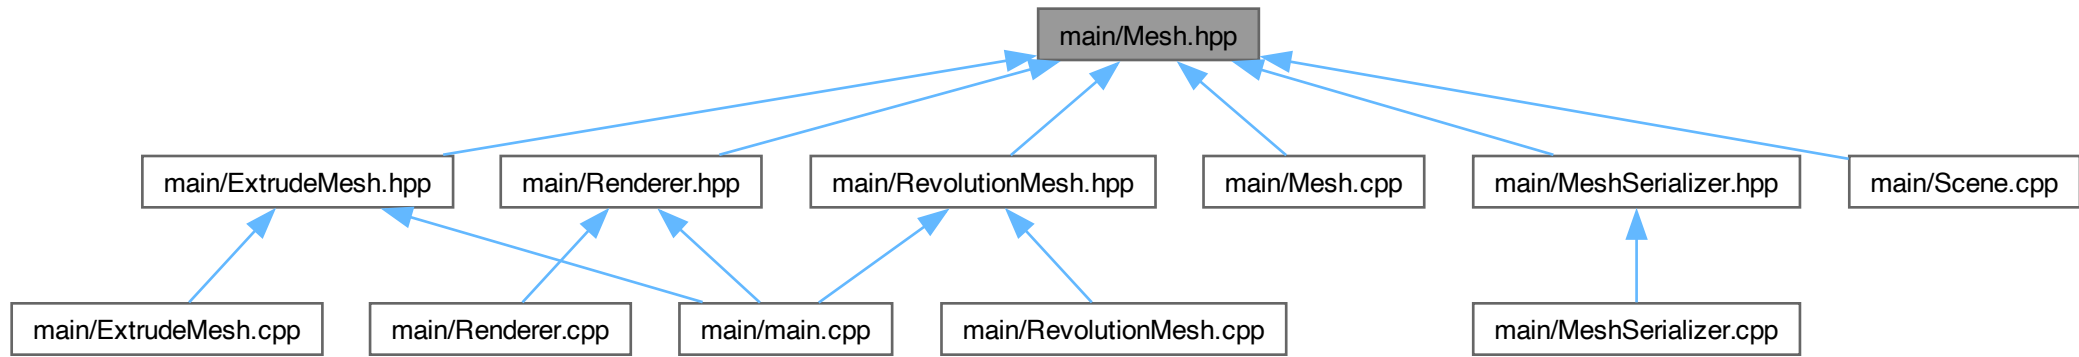 main/Mesh.hpp
main/ExtrudeMesh.hpp
main/Renderer.hpp
main/RevolutionMesh.hpp
main/Mesh.cpp
main/MeshSerializer.hpp
main/Scene.cpp
main/ExtrudeMesh.cpp
main/Renderer.cpp
main/main.cpp
main/RevolutionMesh.cpp
main/MeshSerializer.cpp